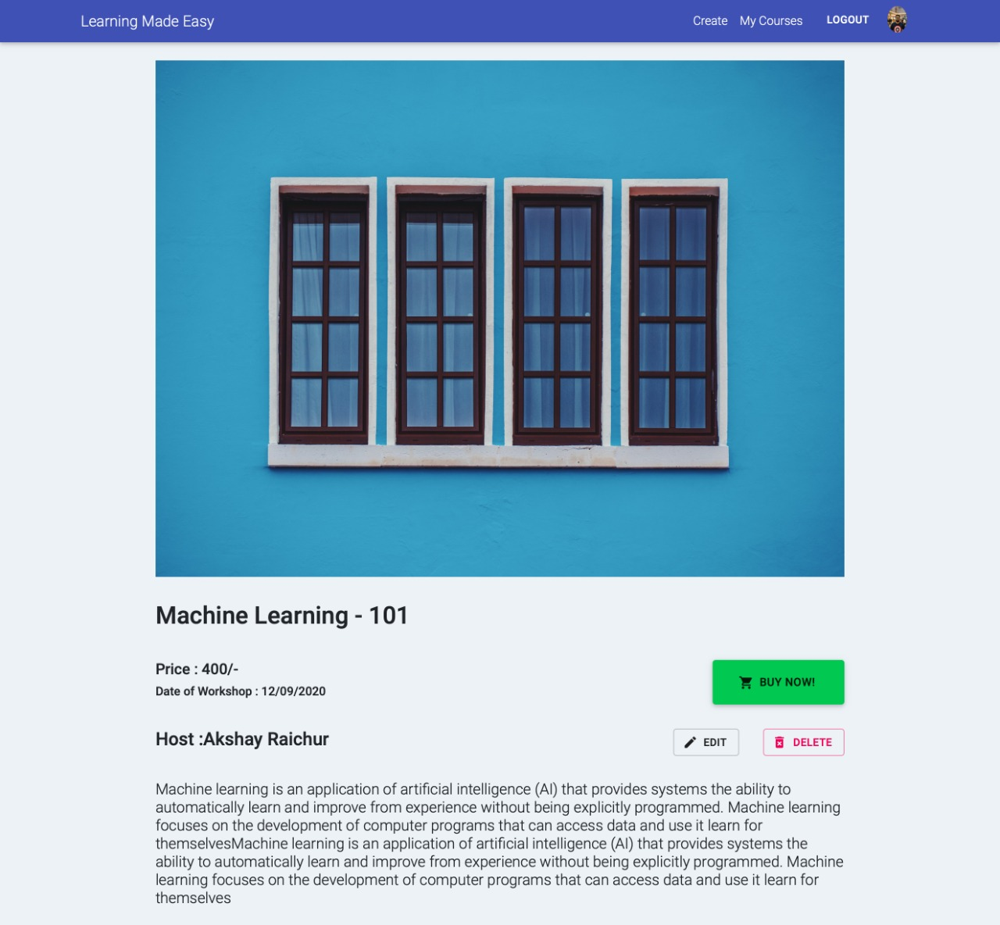 Learning Made Easy
Create My Courses LOGOUT
Machine Learning - 101
Price : 400/-
Date of Workshop : 12/09/2020
BUY NOW!
Host :Akshay Raichur
EDIT DELETE
Machine learning is an application of artificial intelligence (AI) that provides systems the ability to
automatically learn and improve from experience without being explicitly programmed. Machine learning
focuses on the development of computer programs that can access data and use it learn for
themselvesMachine learning is an application of artificial intelligence (AI) that provides systems the
ability to automatically learn and improve from experience without being explicitly programmed. Machine
learning focuses on the development of computer programs that can access data and use it learn for
themselves